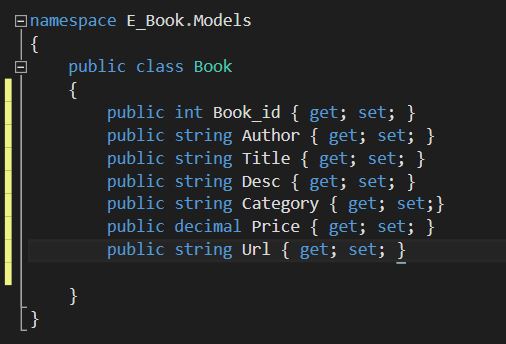 namespace E_Book.Models
{
public class Book
{
public int Book_id { get; set; }
public string Author { get; set; }
public string Title { get; set; }
public string Desc { get; set; }
public string Category { get; set;}
public decimal Price { get; set; }
public string Url { get; set; }
}
}